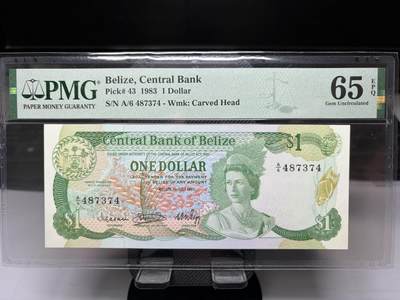 PMG
PAPER MONEY GUARANTY
Belize, Central Bank
Pick# 43 1983 1 Dollar
S/N A/6 487374 - Wmk: Carved Head
65 EPQ
Gem Uncirculated
Central Bank of Belize
$1
ONE DOLLAR
A/6 487374
A/6 487374
$1
$1